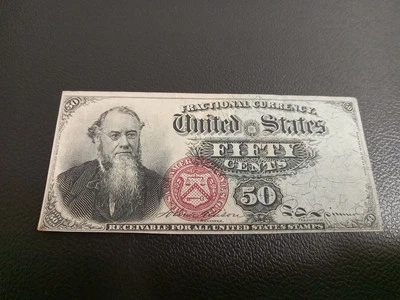 50
FRACTIONAL CURRENCY.
United States
FIFTY
CENTS
50
RECEIVABLE FOR ALL UNITED STATES STAMPS